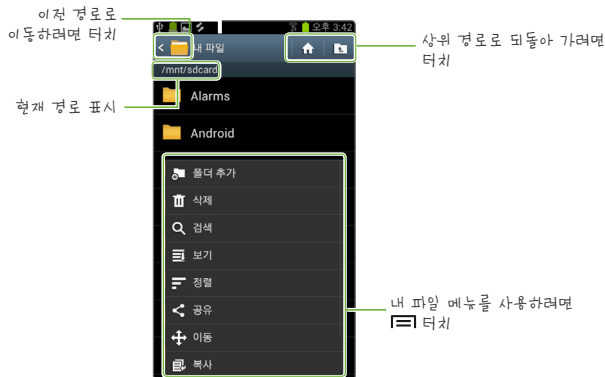 이전 경로로
이동하려면 터치
오후 3:42
내 파일
상위 경로로 되돌아 가려면
터치
/mnt/sdcard
현재 경로 표시
Alarms
Android
폴더 추가
삭제
검색
보기
정렬
공유
이동
복사
내 파일 메뉴를 사용하려면
터치